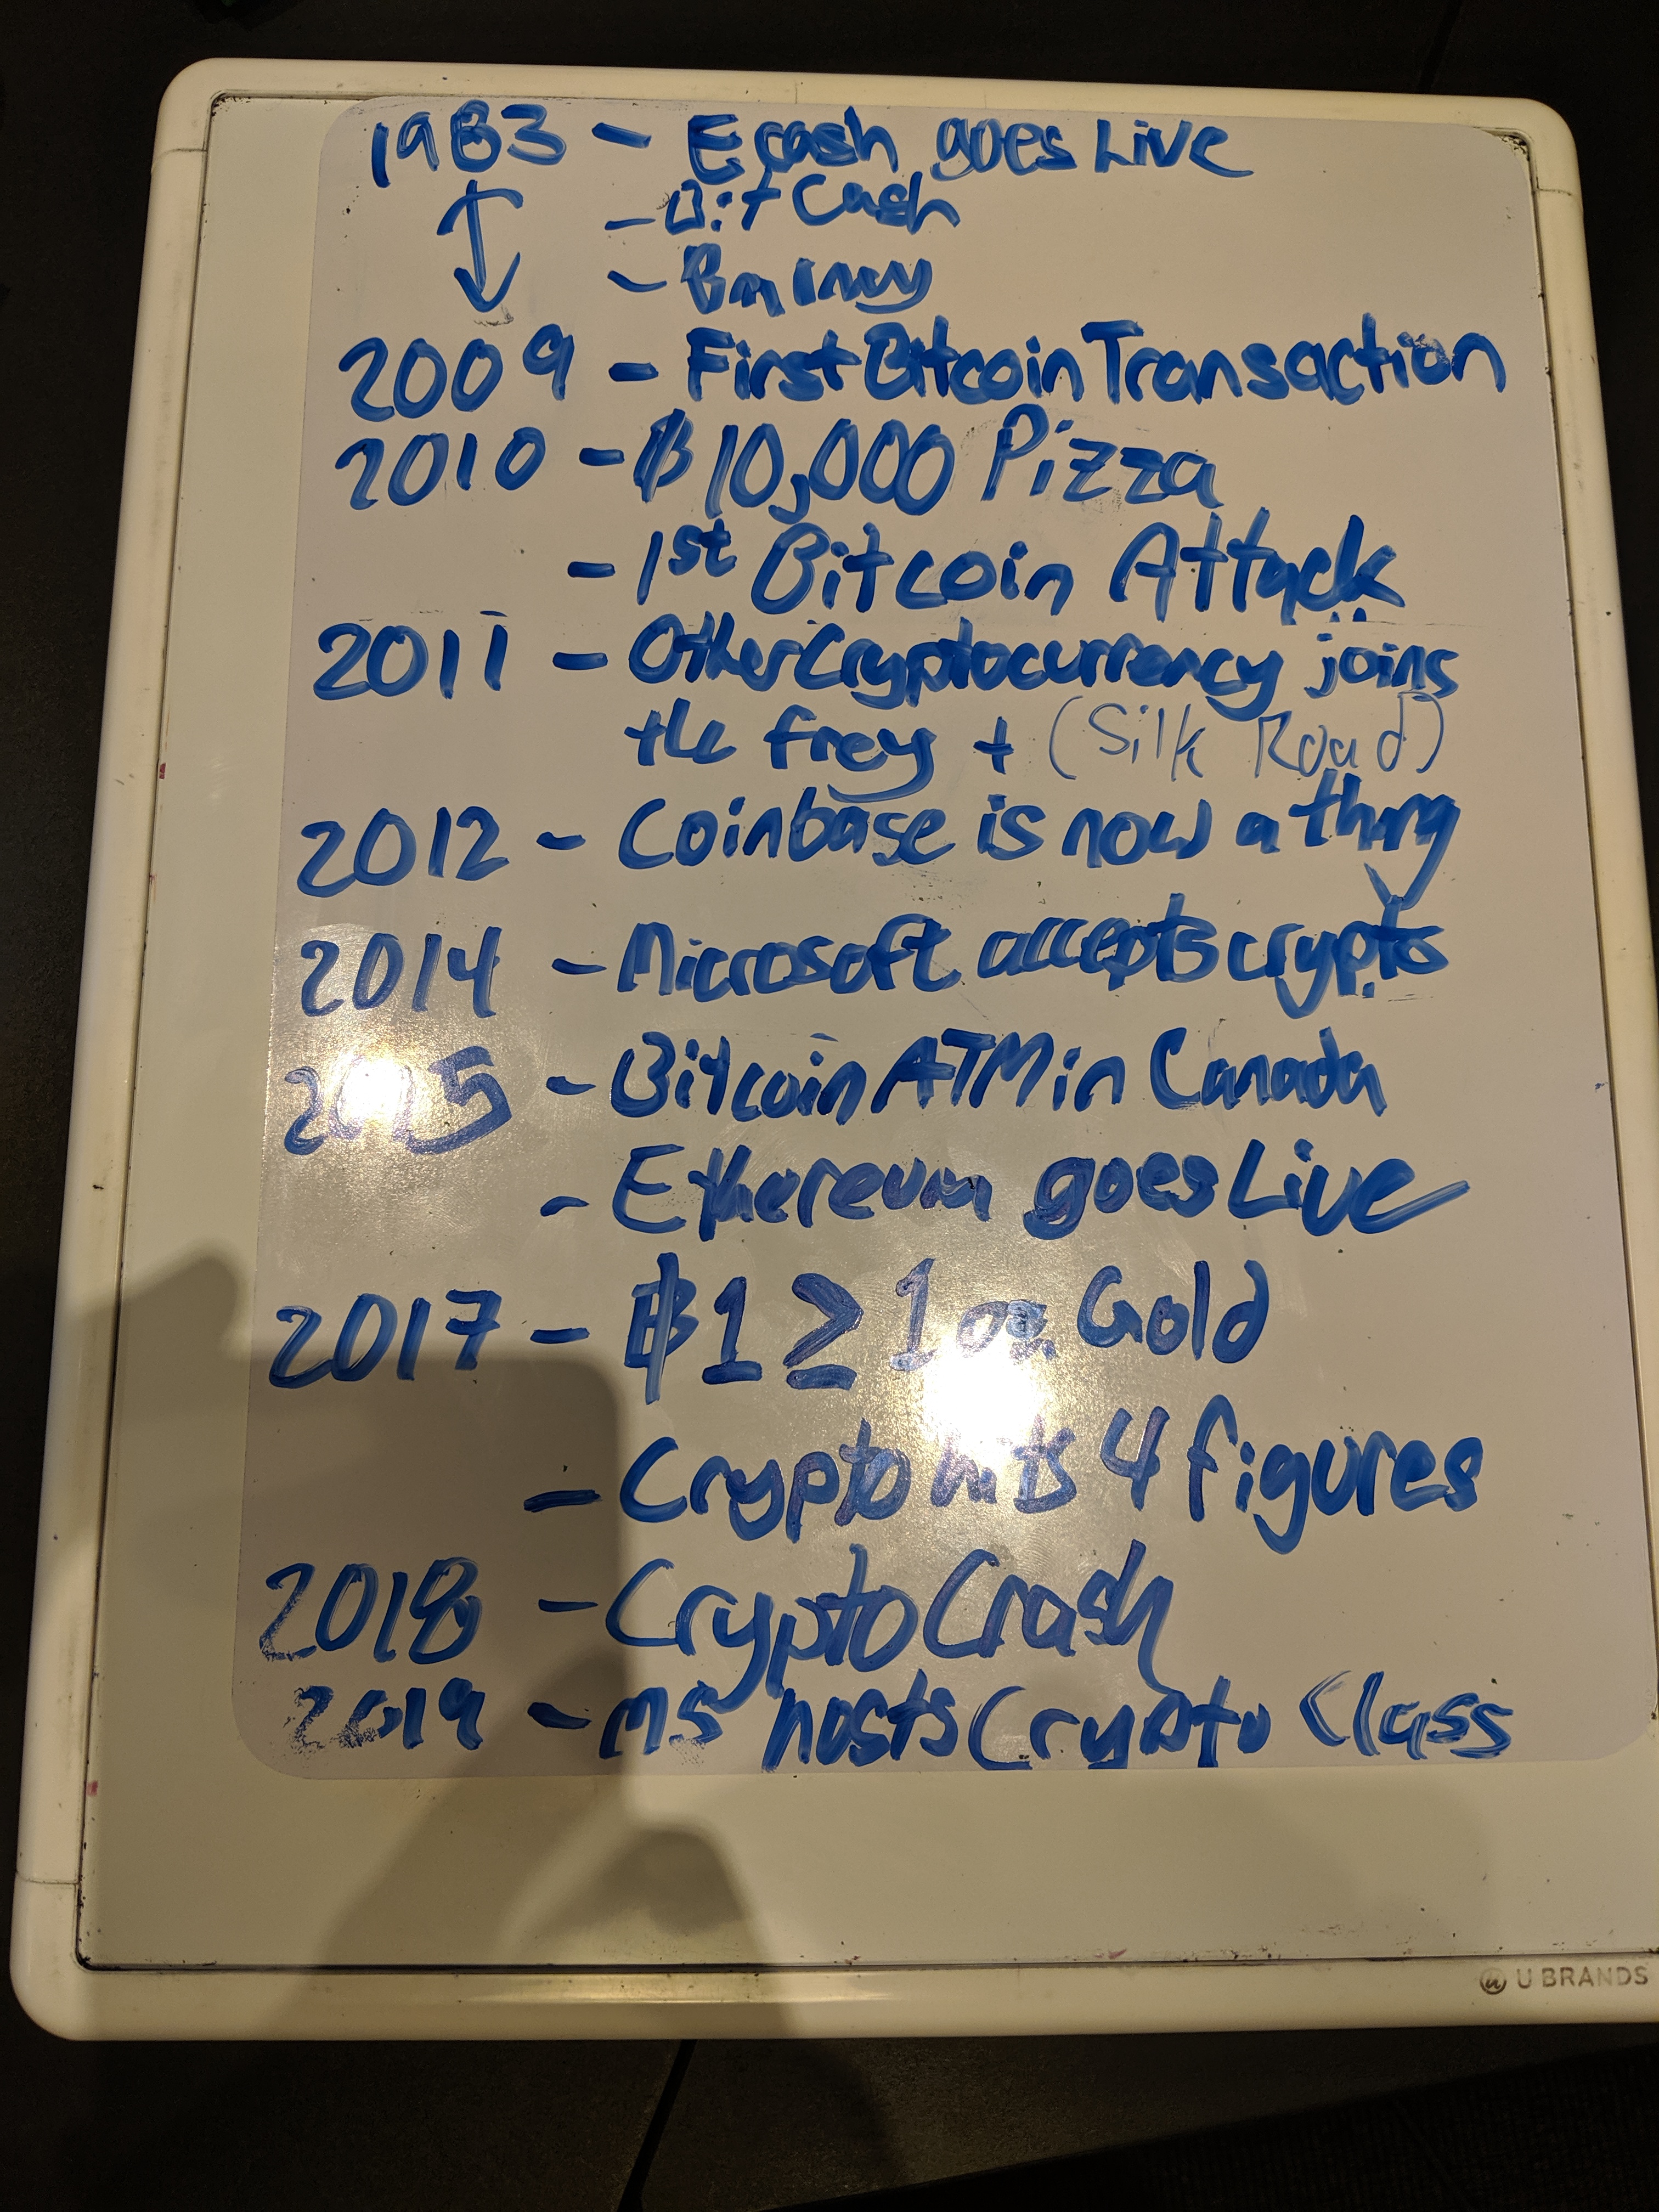 1983 - Ecash goes Live
- Bit Cash
-
2009 - First Bitcoin Transaction
2010 - ₿10,000 Pizza
- 1st Bitcoin Attack
2011 - Other Cryptocurrency joins
the frey + (Silk Road)
2012 - Coinbase is now a thing
2014 - Microsoft accepts crypto
2015 - Bitcoin ATM in Canada
- Ethereum goes Live
2017 - ₿1 ≥ 1 oz. Gold
- Crypto hits 4 figures
2018 - Crypto Crash
2019 - MS hosts Crypto Class
U BRANDS